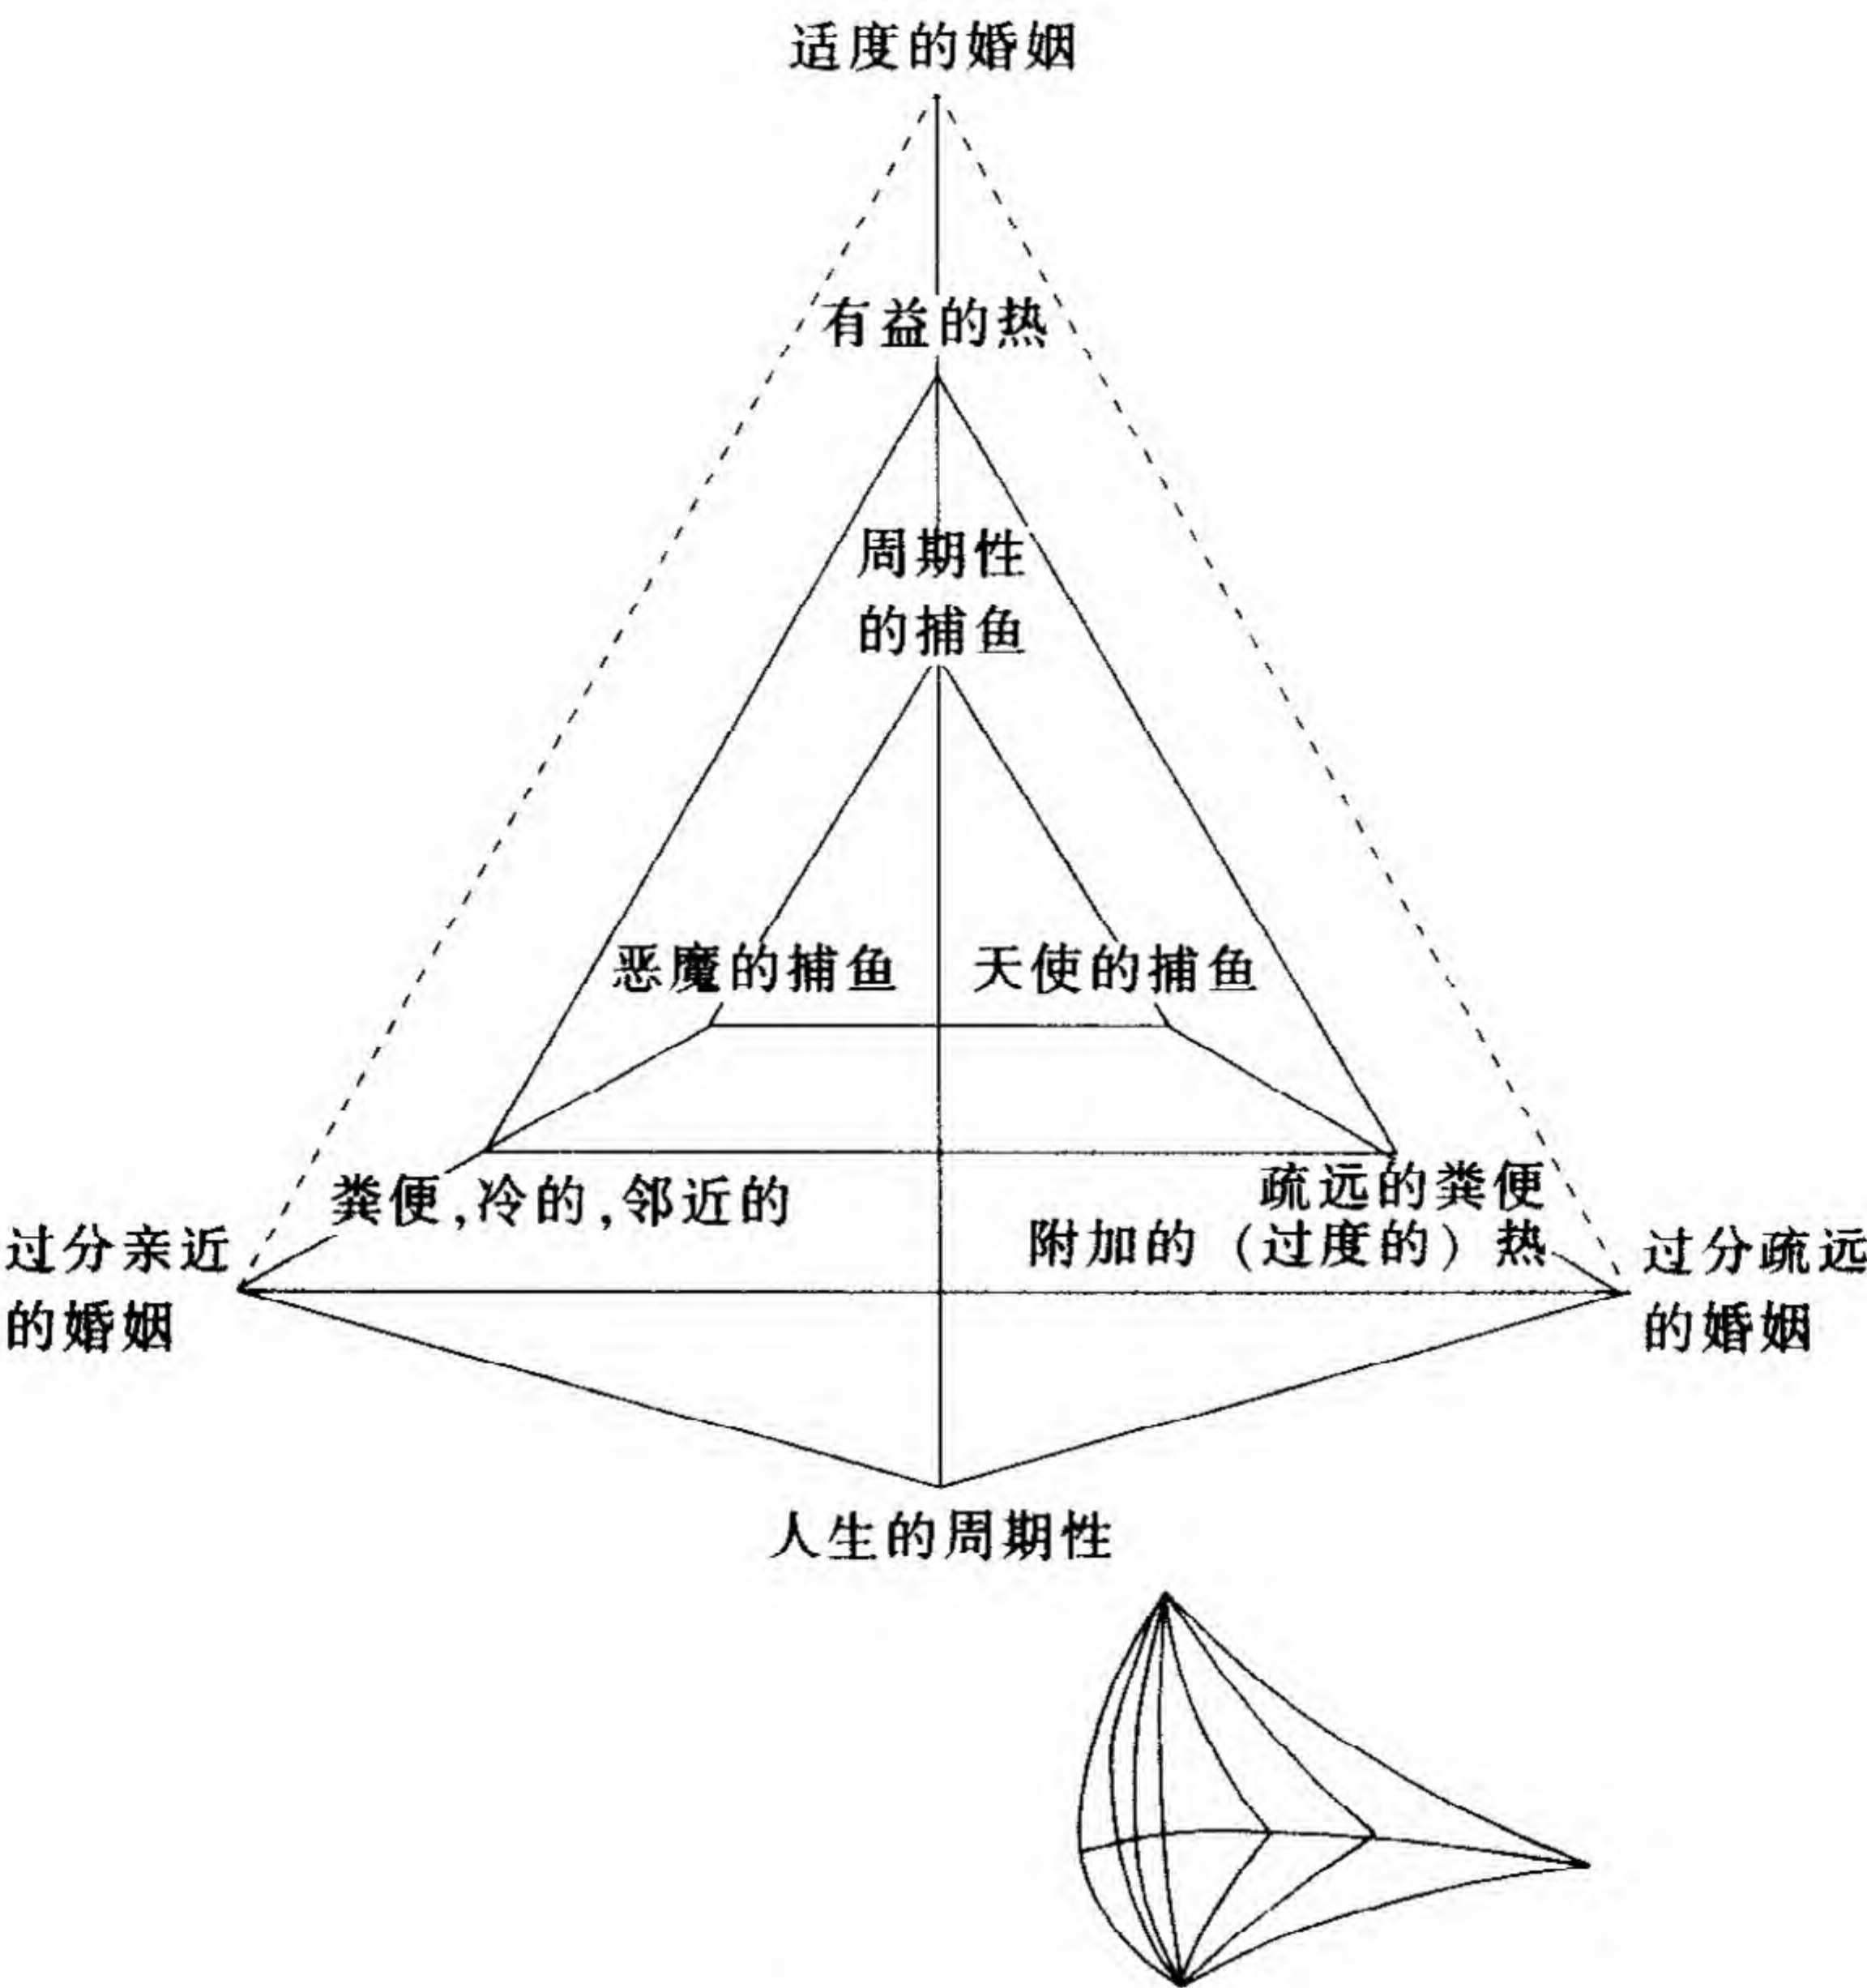 适度的婚姻
有益的热
周期性
的捕鱼
恶魔的捕鱼
天使的捕鱼
粪便,冷的,邻近的
疏远的粪便
附加的（过度的）热
过分亲近
的婚姻
过分疏远
的婚姻
人生的周期性